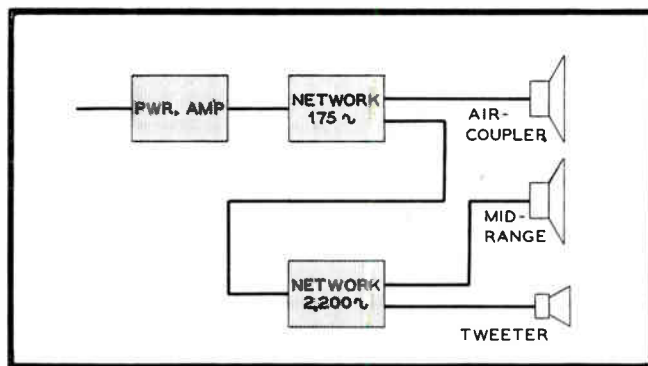 PWR. AMP
NETWORK
175~
AIR-
COUPLER
MID-
RANGE
NETWORK
2,200~
TWEETER